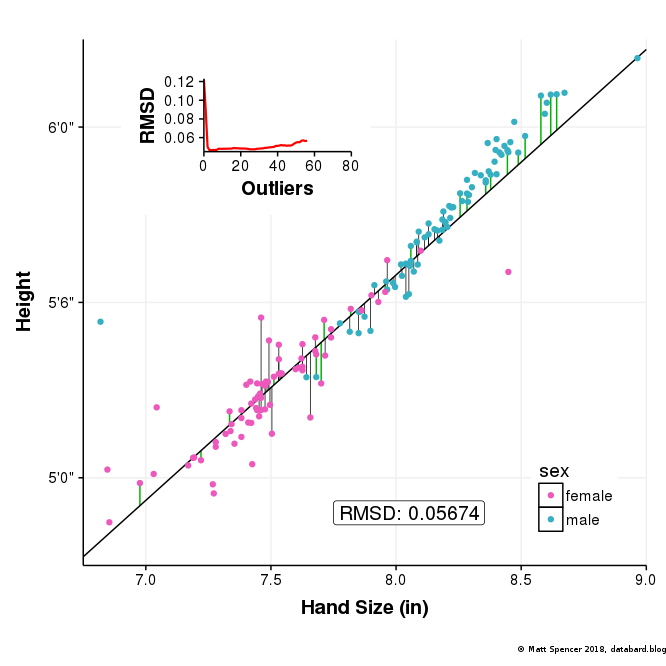 0.12
0.10
0.08
0.06
RMSD
0 20 40 60 80
Outliers
6'0"
5'6"
5'0"
Height
sex
female
male
RMSD: 0.05674
7.0 7.5 8.0 8.5 9.0
Hand Size (in)
© Matt Spencer 2018, databard.blog